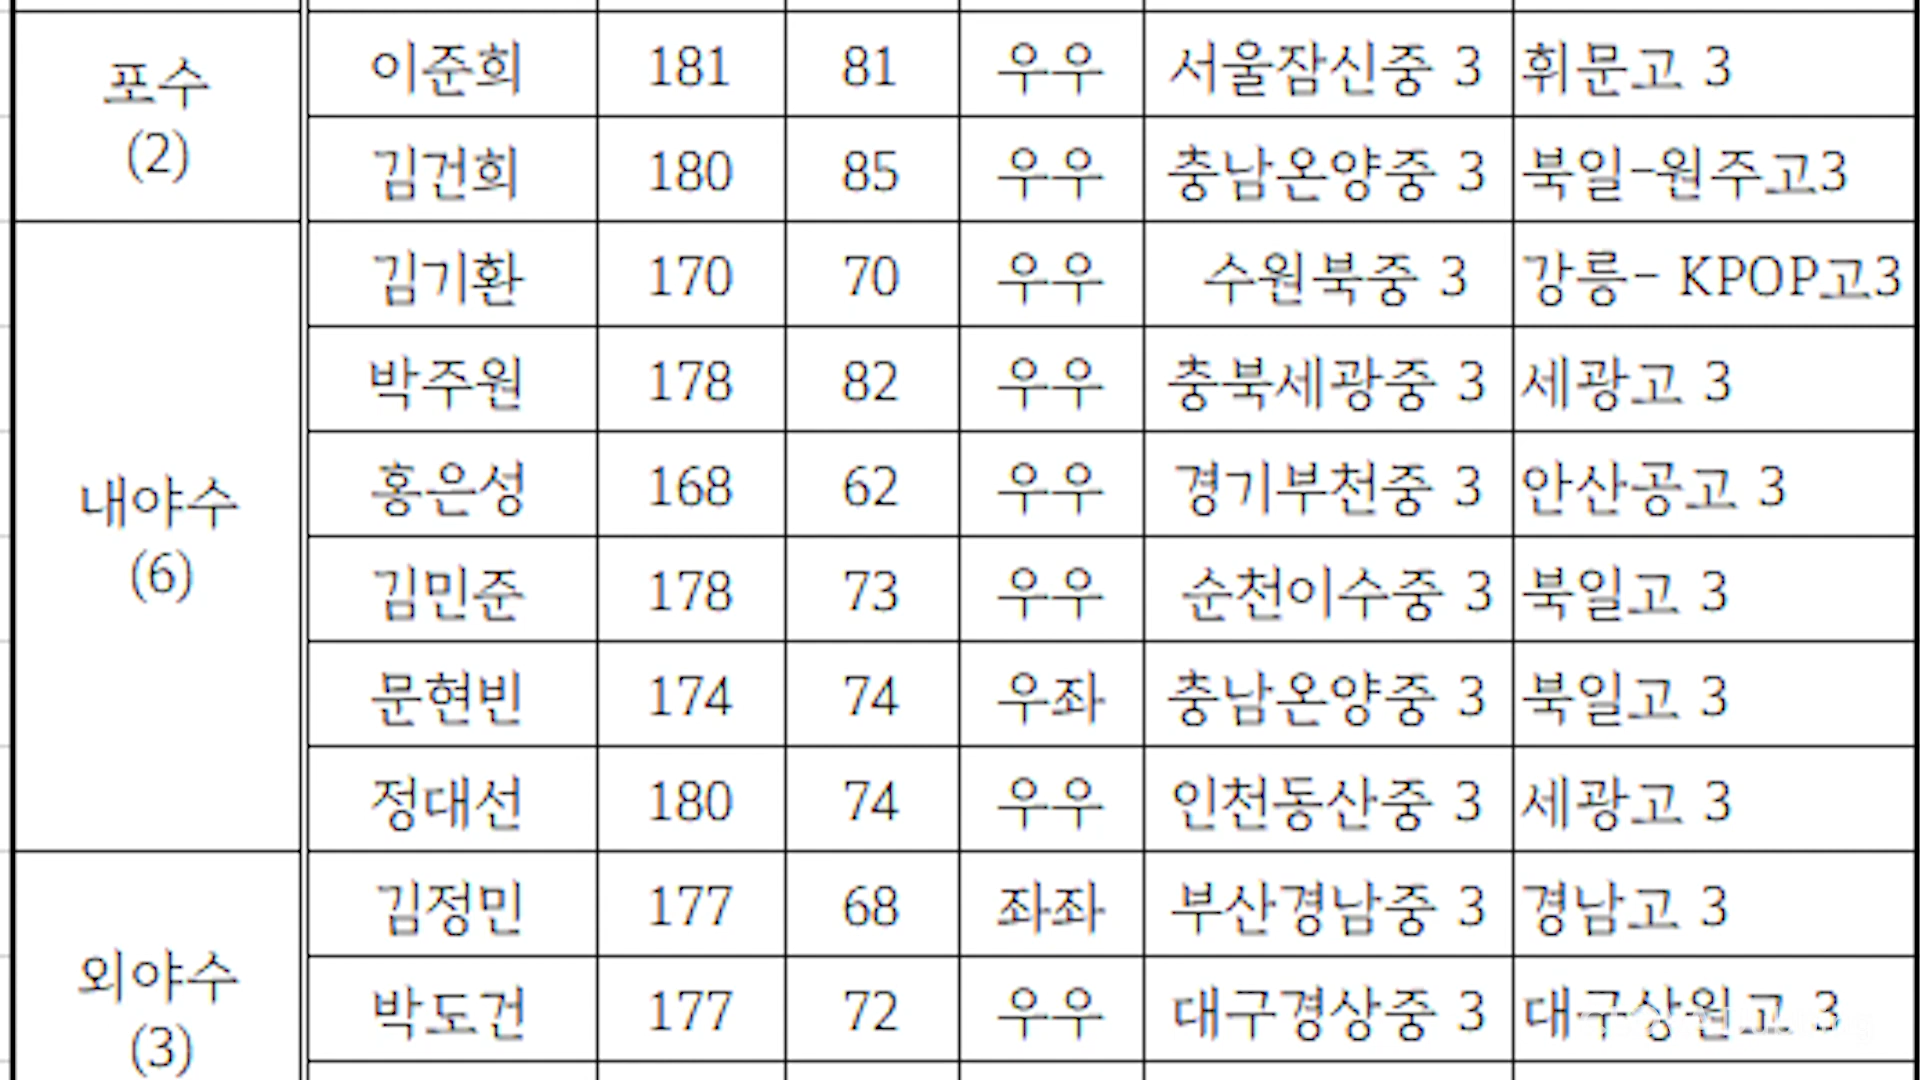 포수
(2)
이준희 181 81 우우 서울잠신중 3 휘문고 3
김건희 180 85 우우 충남온양중 3 북일-원주고3
내야수
(6)
김기환 170 70 우우 수원북중 3 강릉- KPOP고3
박주원 178 82 우우 충북세광중 3 세광고 3
홍은성 168 62 우우 경기부천중 3 안산공고 3
김민준 178 73 우우 순천이수중 3 북일고 3
문현빈 174 74 우좌 충남온양중 3 북일고 3
정대선 180 74 우우 인천동산중 3 세광고 3
외야수
(3)
김정민 177 68 좌좌 부산경남중 3 경남고 3
박도건 177 72 우우 대구경상중 3 대구상원고 3